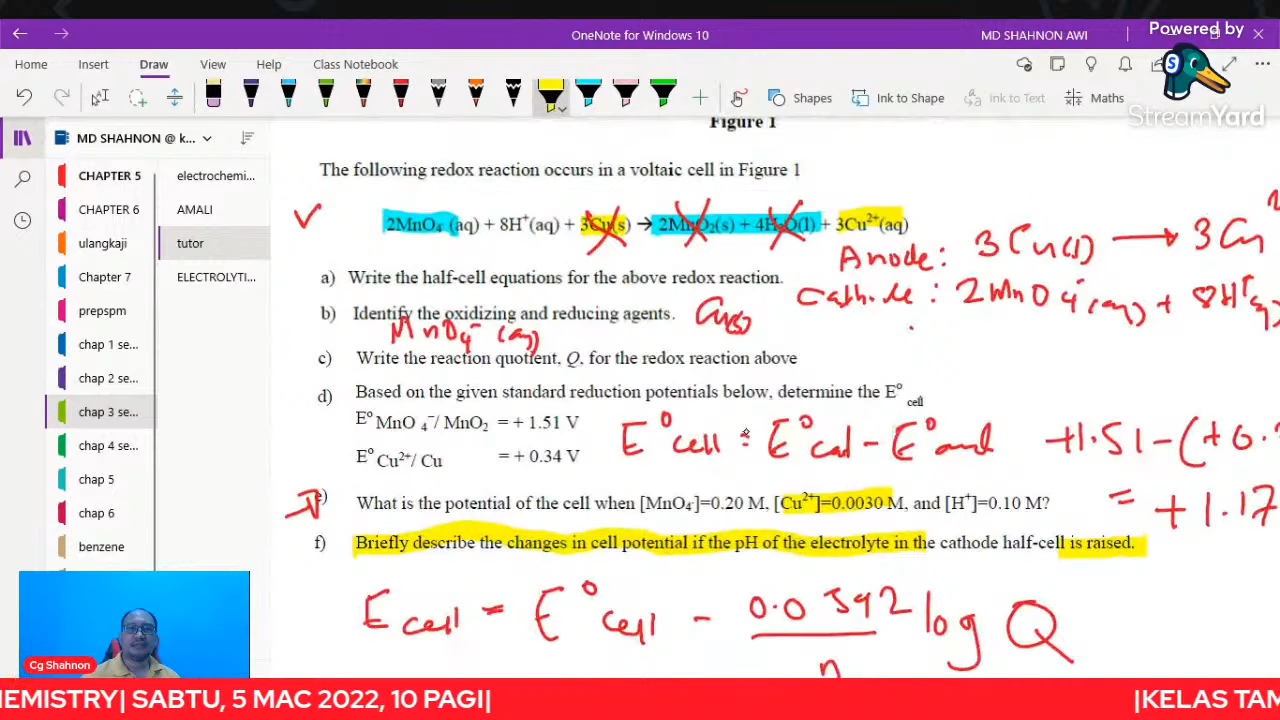 OneNote for Windows 10
MD SHAHNON AWI
Powered by
StreamYard
Home Insert Draw View Help Class Notebook
Shapes Ink to Shape Ink to Text Maths
MD SHAHNON @ k...
CHAPTER 5
CHAPTER 6
ulangkaji
Chapter 7
prepspm
chap 1 se...
chap 2 se...
chap 3 se...
chap 4 se...
chap 5
chap 6
benzene
electrochemi...
AMALI
tutor
ELECTROLYTI...
Figure 1
The following redox reaction occurs in a voltaic cell in Figure 1
2MnO₄⁻(aq) + 8H⁺(aq) + 3Cu(s) → 2MnO₂(s) + 4H₂O(l) + 3Cu²⁺(aq)
Anode: 3Cu(s) → 3Cu
a) Write the half-cell equations for the above redox reaction.
Cathode: 2MnO₄⁻(aq) + 8H⁺(aq)
b) Identify the oxidizing and reducing agents. Cu(s)
MnO₄⁻ (aq)
c) Write the reaction quotient, Q, for the redox reaction above
d) Based on the given standard reduction potentials below, determine the E° cell
E° MnO ₄⁻/ MnO₂ = + 1.51 V
E° Cu²⁺/ Cu = + 0.34 V
E°cell = E°cat - E°anod +1.51 - (+0.
= +1.17
e) What is the potential of the cell when [MnO₄⁻]=0.20 M, [Cu²⁺]=0.0030 M, and [H⁺]=0.10 M?
f) Briefly describe the changes in cell potential if the pH of the electrolyte in the cathode half-cell is raised.
E cell = E° cell - 0.0592 log Q
n
Cg Shahnon
HEMISTRY| SABTU, 5 MAC 2022, 10 PAGI|
|KELAS TAM